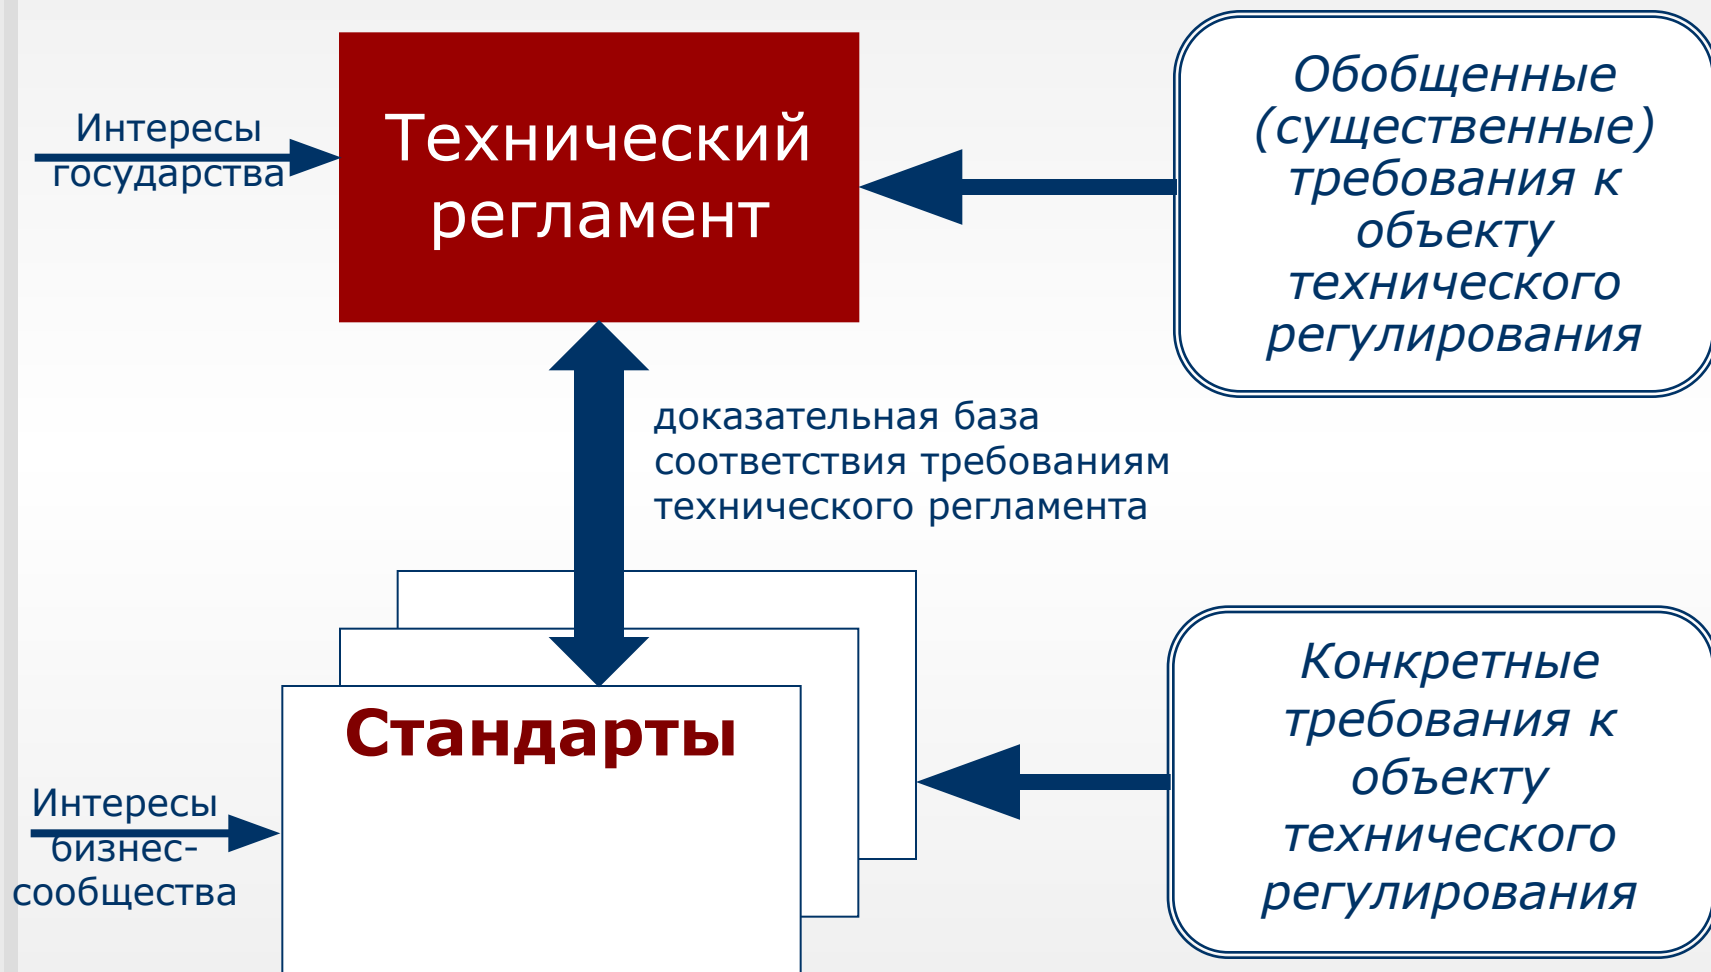 Интересы
государства
Технический
регламент
Обобщенные
(существенные)
требования к
объекту
технического
регулирования
доказательная база
соответствия требованиям
технического регламента
Стандарты
Интересы
бизнес-
сообщества
Конкретные
требования к
объекту
технического
регулирования